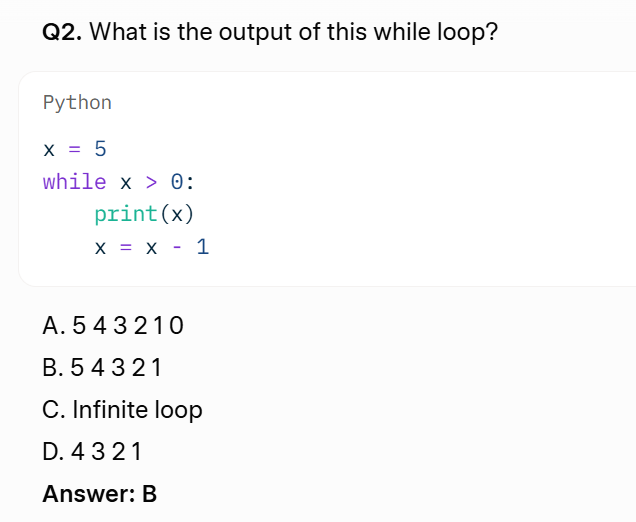 Q2. What is the output of this while loop?
Python
x = 5
while x > 0:
    print(x)
    x = x - 1
A. 5 4 3 2 1 0
B. 5 4 3 2 1
C. Infinite loop
D. 4 3 2 1
Answer: B